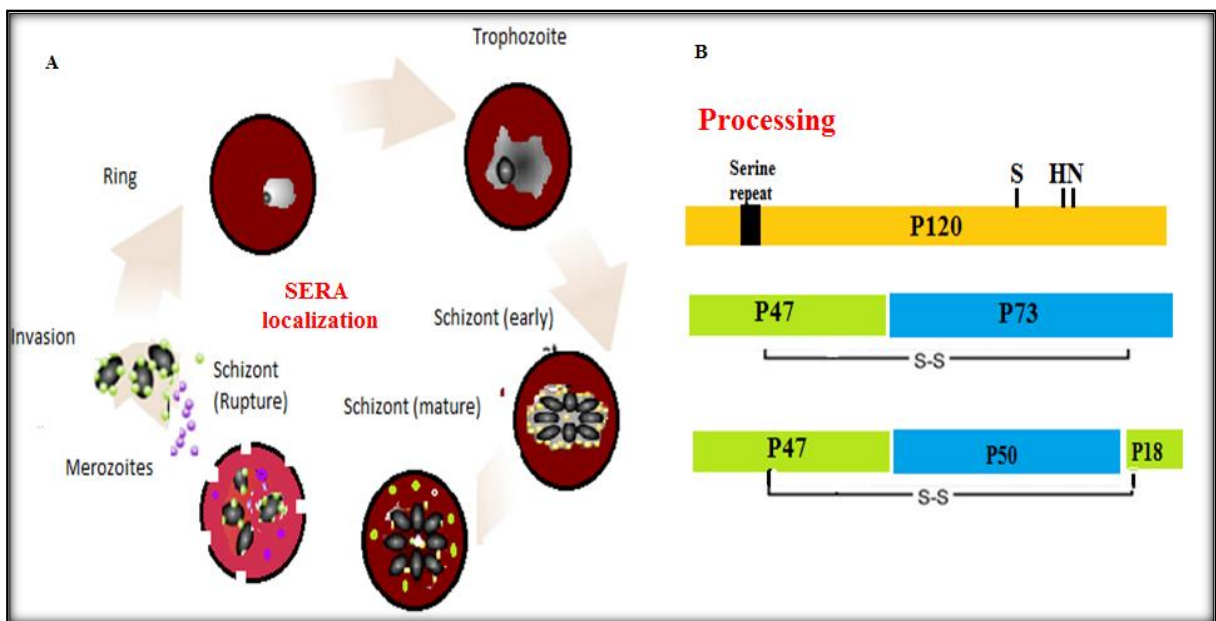 A
Trophozoite
Ring
SERA
localization
Schizont (early)
Invasion
Schizont
(Rupture)
Schizont (mature)
Merozoites
B
Processing
Serine
repeat
S
HN
P120
P47
P73
S-S
P47
P50
P18
S-S